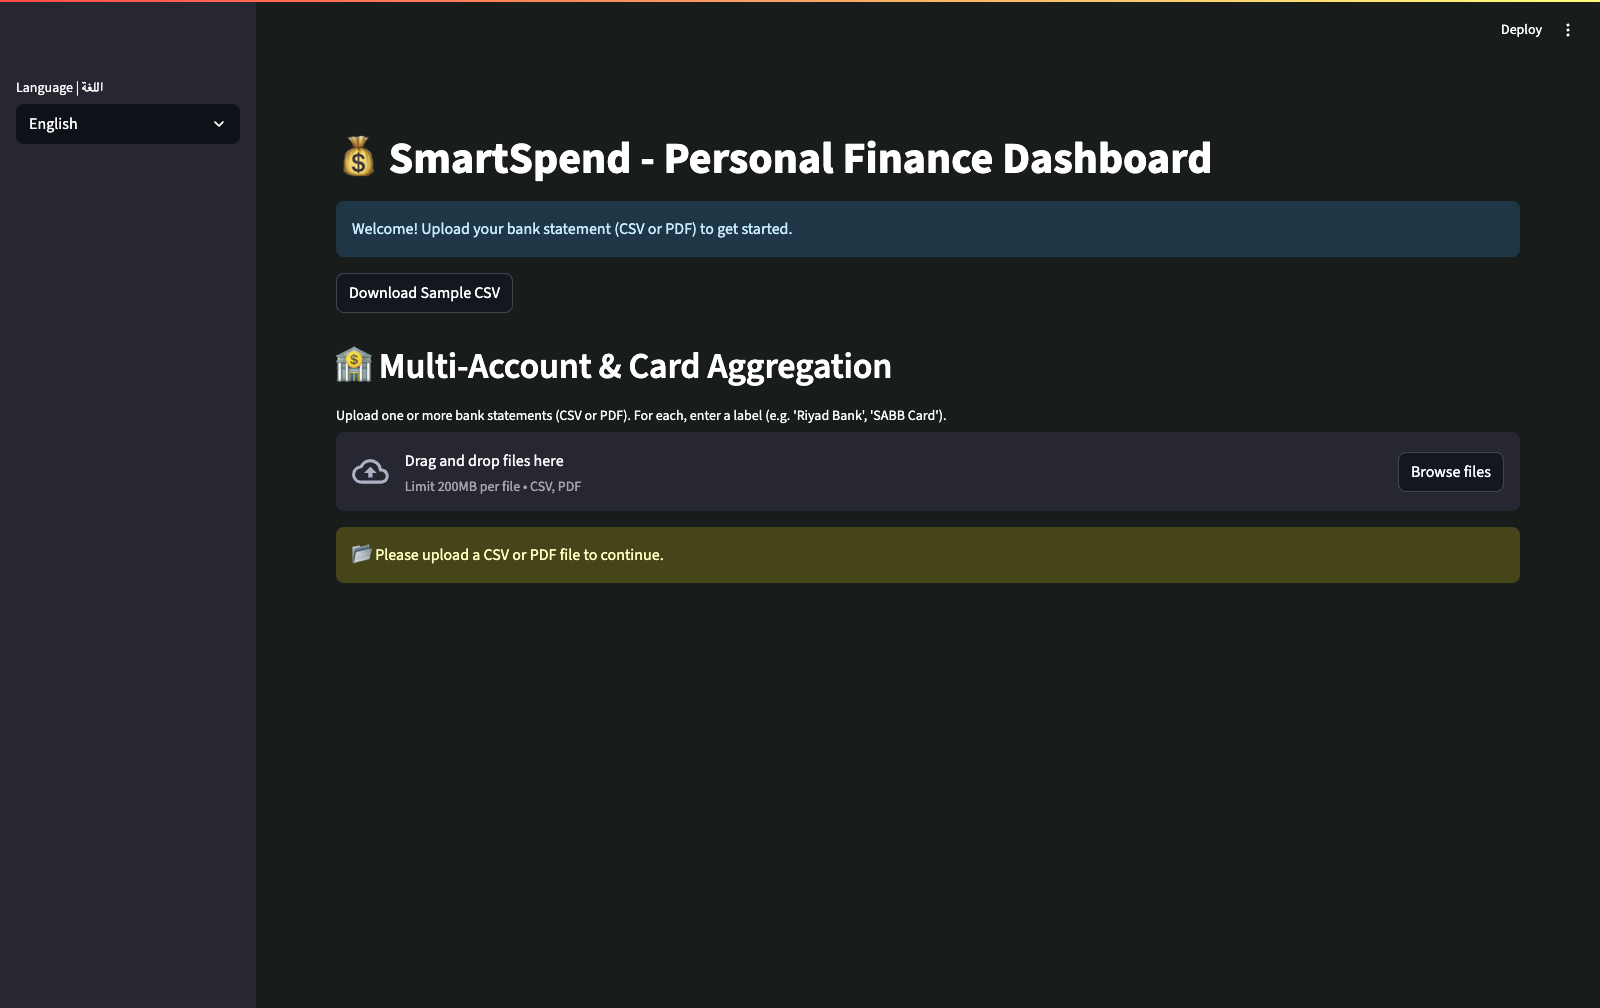 Deploy
Language | اللغة
English
SmartSpend - Personal Finance Dashboard
Welcome! Upload your bank statement (CSV or PDF) to get started.
Download Sample CSV
Multi-Account & Card Aggregation
Upload one or more bank statements (CSV or PDF). For each, enter a label (e.g. 'Riyad Bank', 'SABB Card').
Drag and drop files here
Limit 200MB per file • CSV, PDF
Browse files
Please upload a CSV or PDF file to continue.